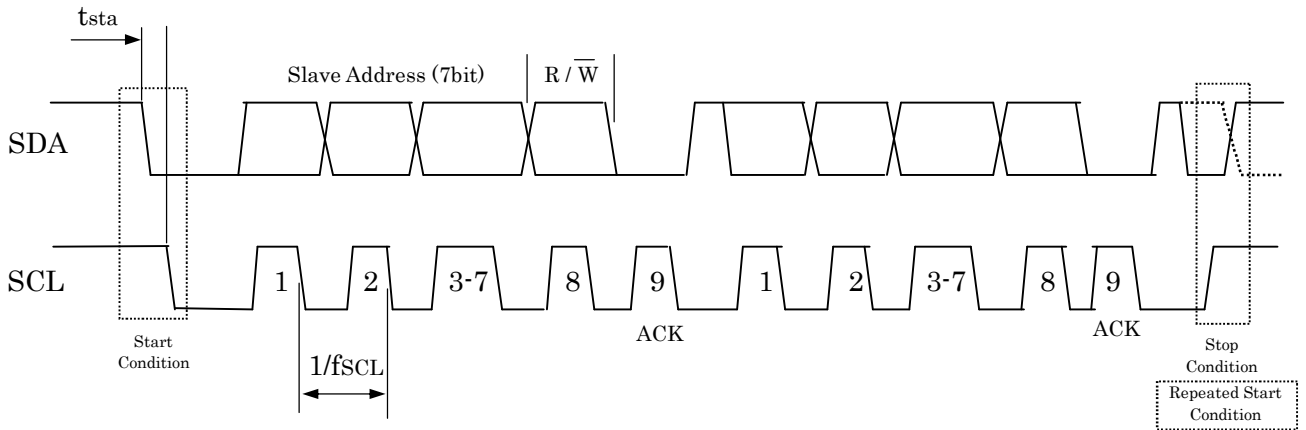 tsta
Slave Address (7bit)
R / W
SDA
SCL
1
2
3-7
8
9
1
2
3-7
8
9
ACK
ACK
Start
Condition
1/fSCL
Stop
Condition
Repeated Start
Condition